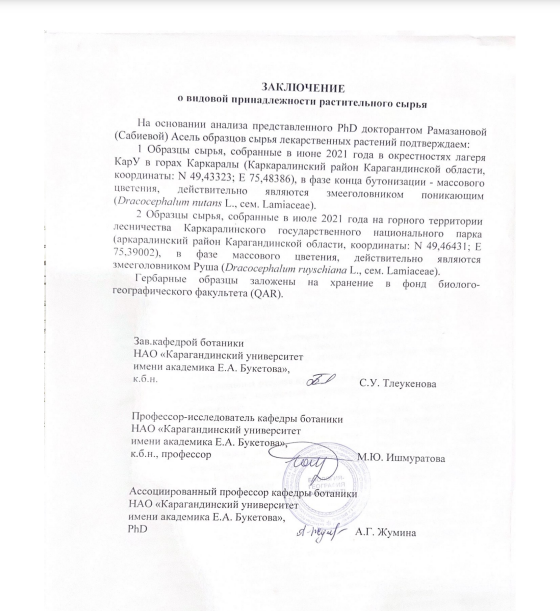 ЗАКЛЮЧЕНИЕ
о видовой принадлежности растительного сырья
На основании анализа представленного PhD докторантом Рамазановой
(Сабиевой) Асель образцов сырья лекарственных растений подтверждаем:
1 Образцы сырья, собранные в июне 2021 года в окрестностях лагеря
КарУ в горах Каркаралы (Каркаралинский район Карагандинской области,
координаты: N 49,43323; E 75,48386), в фазе конца бутонизации - массового
цветения, действительно являются змееголовником поникающим
(Dracocephalum nutans L., сем. Lamiaceae).
2 Образцы сырья, собранные в июле 2021 года на горного территории
лесничества Каркаралинского государственного национального парка
(аркаралинский район Карагандинской области, координаты: N 49,46431; E
75,39002), в фазе массового цветения, действительно являются
змееголовником Руша (Dracocephalum ruyschiana L., сем. Lamiaceae).
Гербарные образцы заложены на хранение в фонд биолого-
географического факультета (QAR).
Зав.кафедрой ботаники
НАО «Карагандинский университет
имени академика Е.А. Букетова»,
к.б.н. С.У. Тлеукенова
Профессор-исследователь кафедры ботаники
НАО «Карагандинский университет
имени академика Е.А. Букетова»,
к.б.н., профессор М.Ю. Ишмуратова
Ассоциированный профессор кафедры ботаники
НАО «Карагандинский университет
имени академика Е.А. Букетова»,
PhD А.Г. Жумина